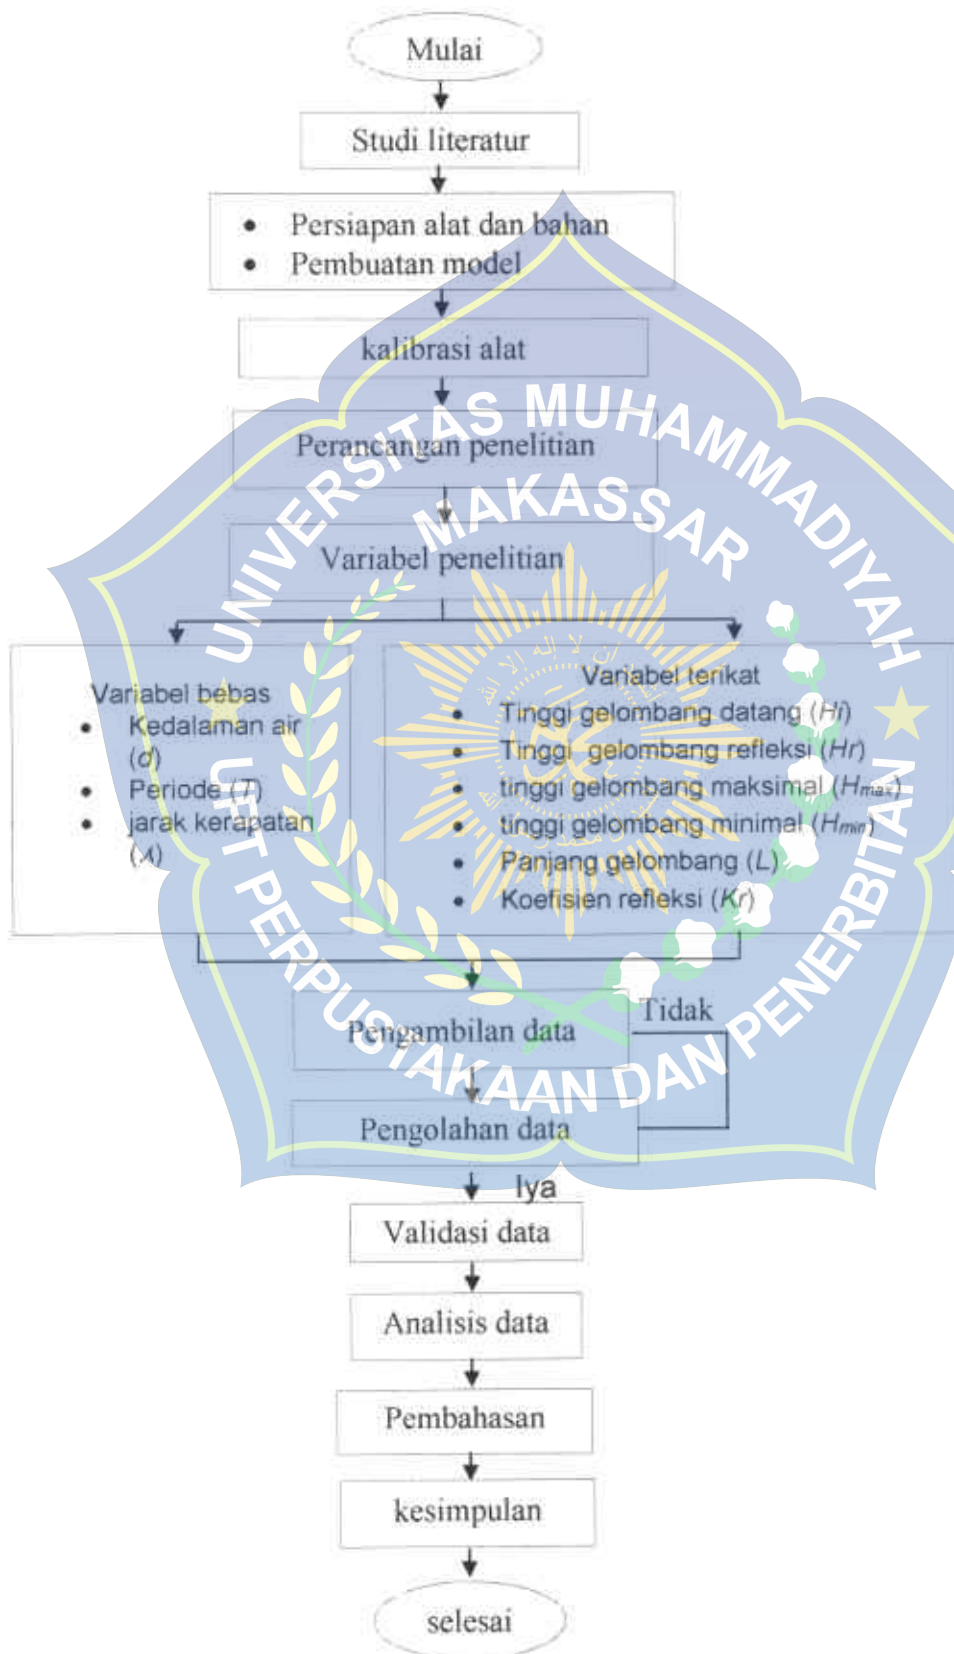 Mulai
Studi literatur
• Persiapan alat dan bahan
• Pembuatan model
kalibrasi alat
Perancangan penelitian
Variabel penelitian
Variabel bebas
• Kedalaman air
(d)
• Periode (T)
• jarak kerapatan
Variabel terikat
• Tinggi gelombang datang (Hi)
• Tinggi gelombang refleksi (Hr)
• tinggi gelombang maksimal (Hmax)
• tinggi gelombang minimal (Hmin)
• Panjang gelombang (L)
• Koefisien refleksi (Kr)
Pengambilan data
Tidak
Pengolahan data
Iya
Validasi data
Analisis data
Pembahasan
kesimpulan
selesai
UNIVERSITAS MUHAMMADIYAH
MAKASSAR
UPT PERPUSTAKAAN DAN PENERBITAN